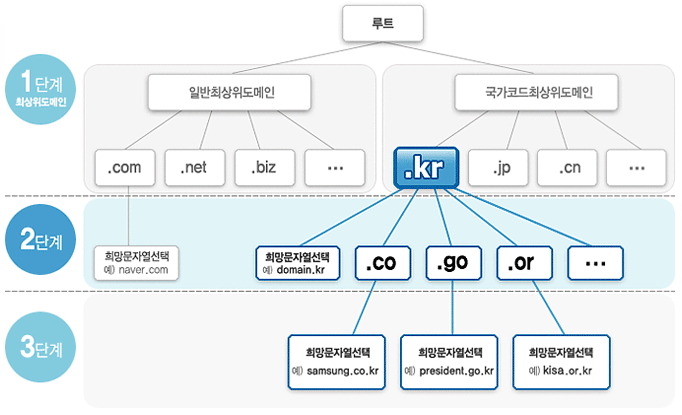 루트
1단계
최상위도메인
일반최상위도메인
국가코드최상위도메인
.com
.net
.biz
...
.kr
.jp
.cn
...
2단계
희망문자열선택
예) naver.com
희망문자열선택
예) domain.kr
.co
.go
.or
...
3단계
희망문자열선택
예) samsung.co.kr
희망문자열선택
예) president.go.kr
희망문자열선택
예) kisa.or.kr